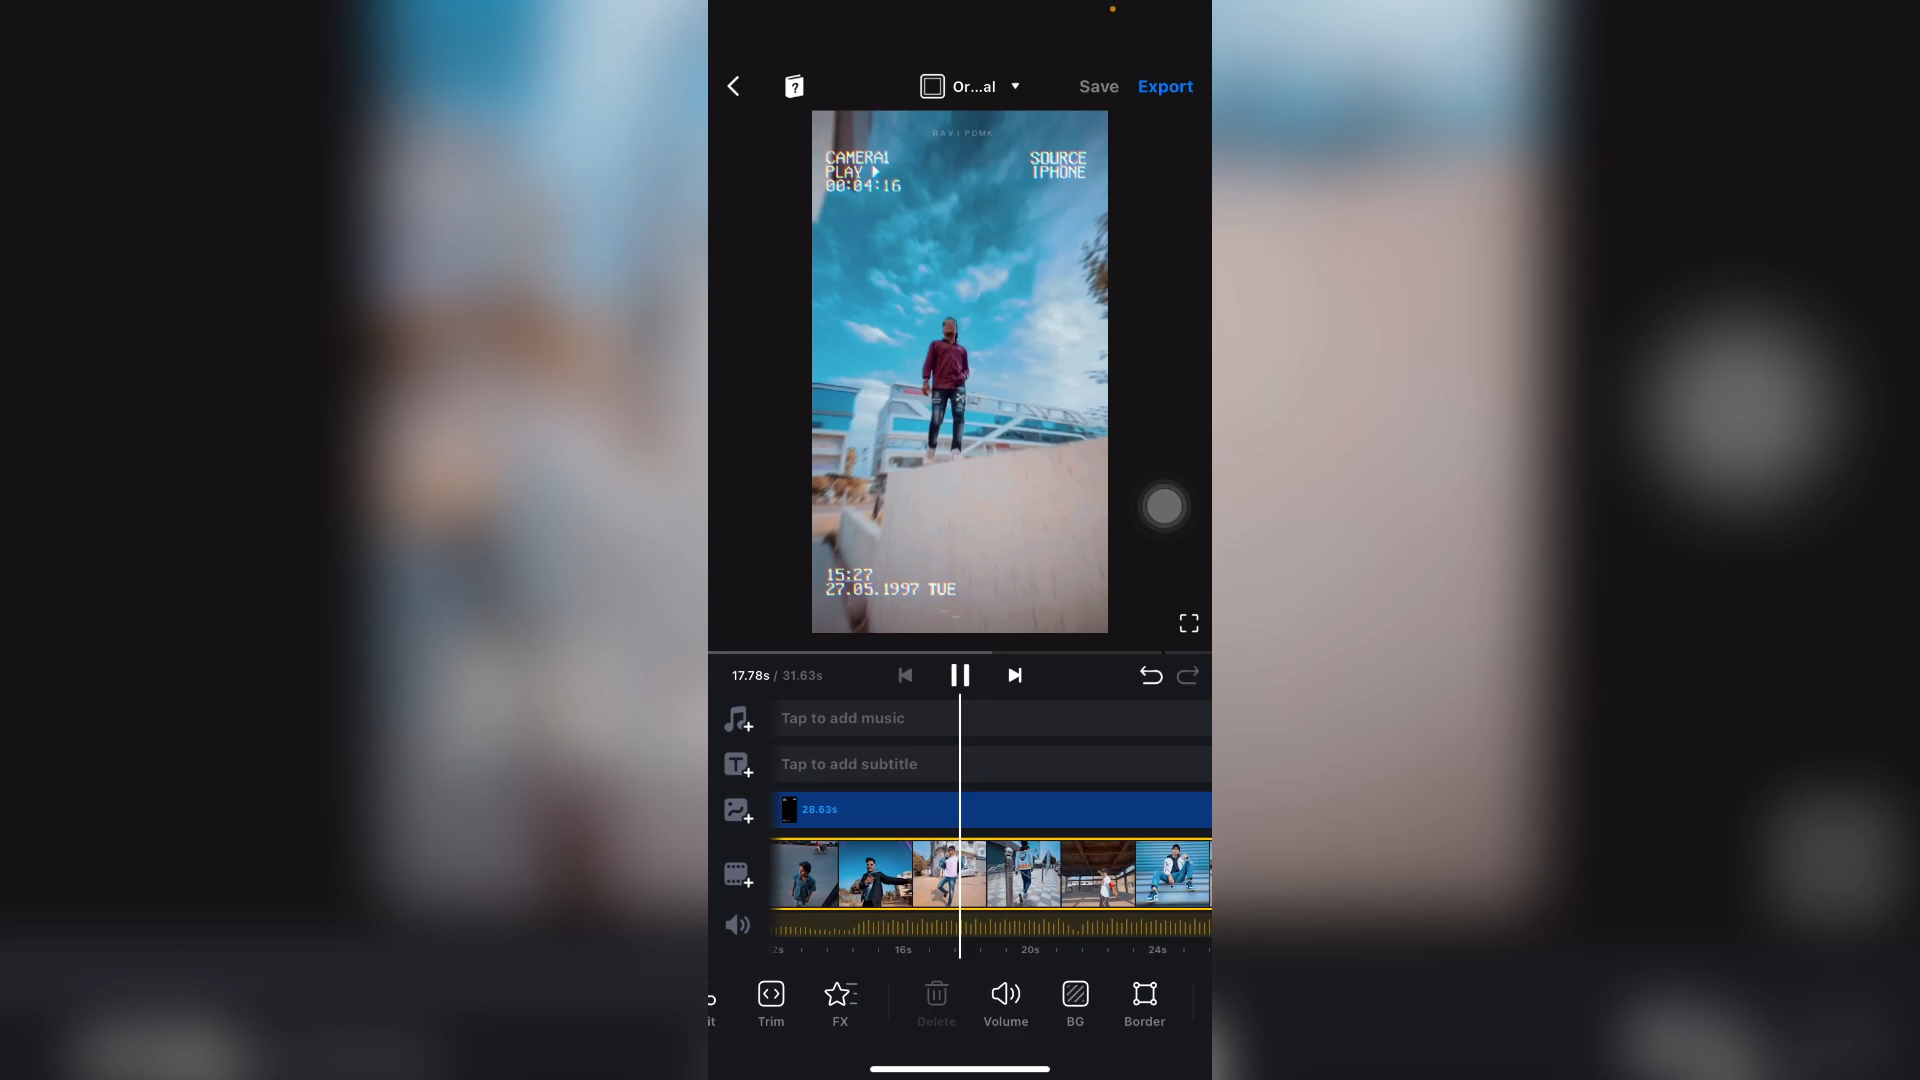 Or...al
Save
Export
RAVI PDMK
CAMERA1
PLAY
00:04:16
SOURCE
IPHONE
15:27
27.05.1997 TUE
17.78s / 31.63s
Tap to add music
Tap to add subtitle
28.63s
2s
16s
20s
24s
it
Trim
FX
Delete
Volume
BG
Border